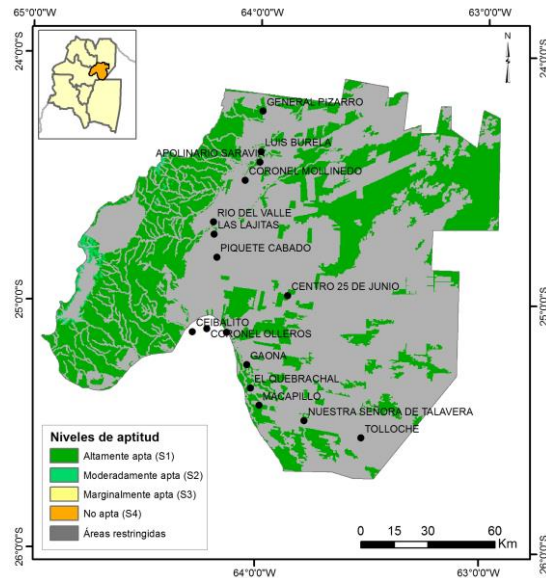 65°0'0"O 64°0'0"O 63°0'0"O
24°0'0"S 24°0'0"S
N
GENERAL PIZARRO
LUIS BURELA
APOLINARIO SARAVIA
CORONEL MOLLINEDO
RIO DEL VALLE
LAS LAJITAS
PIQUETE CABADO
CENTRO 25 DE JUNIO
25°0'0"S 25°0'0"S
CEIBALITO
CORONEL OLLEROS
GAONA
EL QUEBRACHAL
MACAPILLO
NUESTRA SEÑORA DE TALAVERA
TOLLOCHE
Niveles de aptitud
Altamente apta (S1)
Moderadamente apta (S2)
Marginalmente apta (S3)
No apta (S4)
Áreas restringidas
0 15 30 60
Km
26°0'0"S 26°0'0"S
64°0'0"O 63°0'0"O